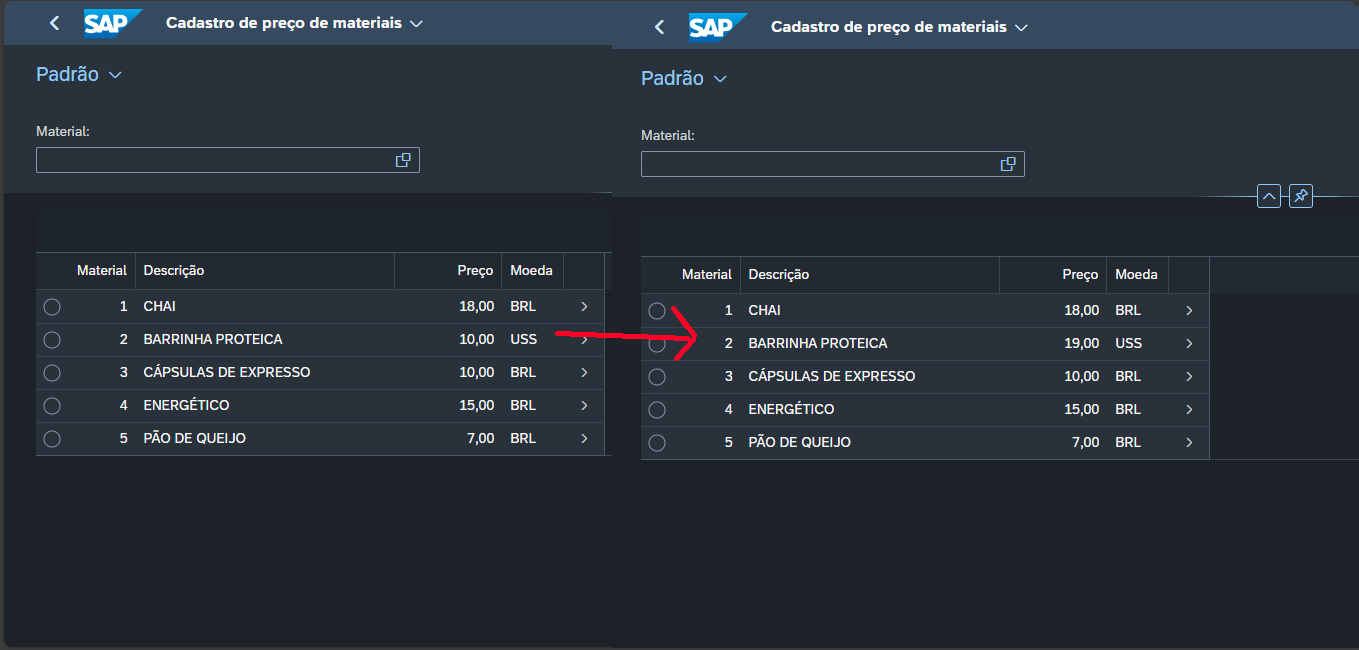 SAP Cadastro de preço de materiais
Padrão
Material:
Material Descrição Preço Moeda
1 CHAI 18,00 BRL
2 BARRINHA PROTEICA 10,00 USS
3 CÁPSULAS DE EXPRESSO 10,00 BRL
4 ENERGÉTICO 15,00 BRL
5 PÃO DE QUEIJO 7,00 BRL
SAP Cadastro de preço de materiais
Padrão
Material:
Material Descrição Preço Moeda
1 CHAI 18,00 BRL
2 BARRINHA PROTEICA 19,00 USS
3 CÁPSULAS DE EXPRESSO 10,00 BRL
4 ENERGÉTICO 15,00 BRL
5 PÃO DE QUEIJO 7,00 BRL